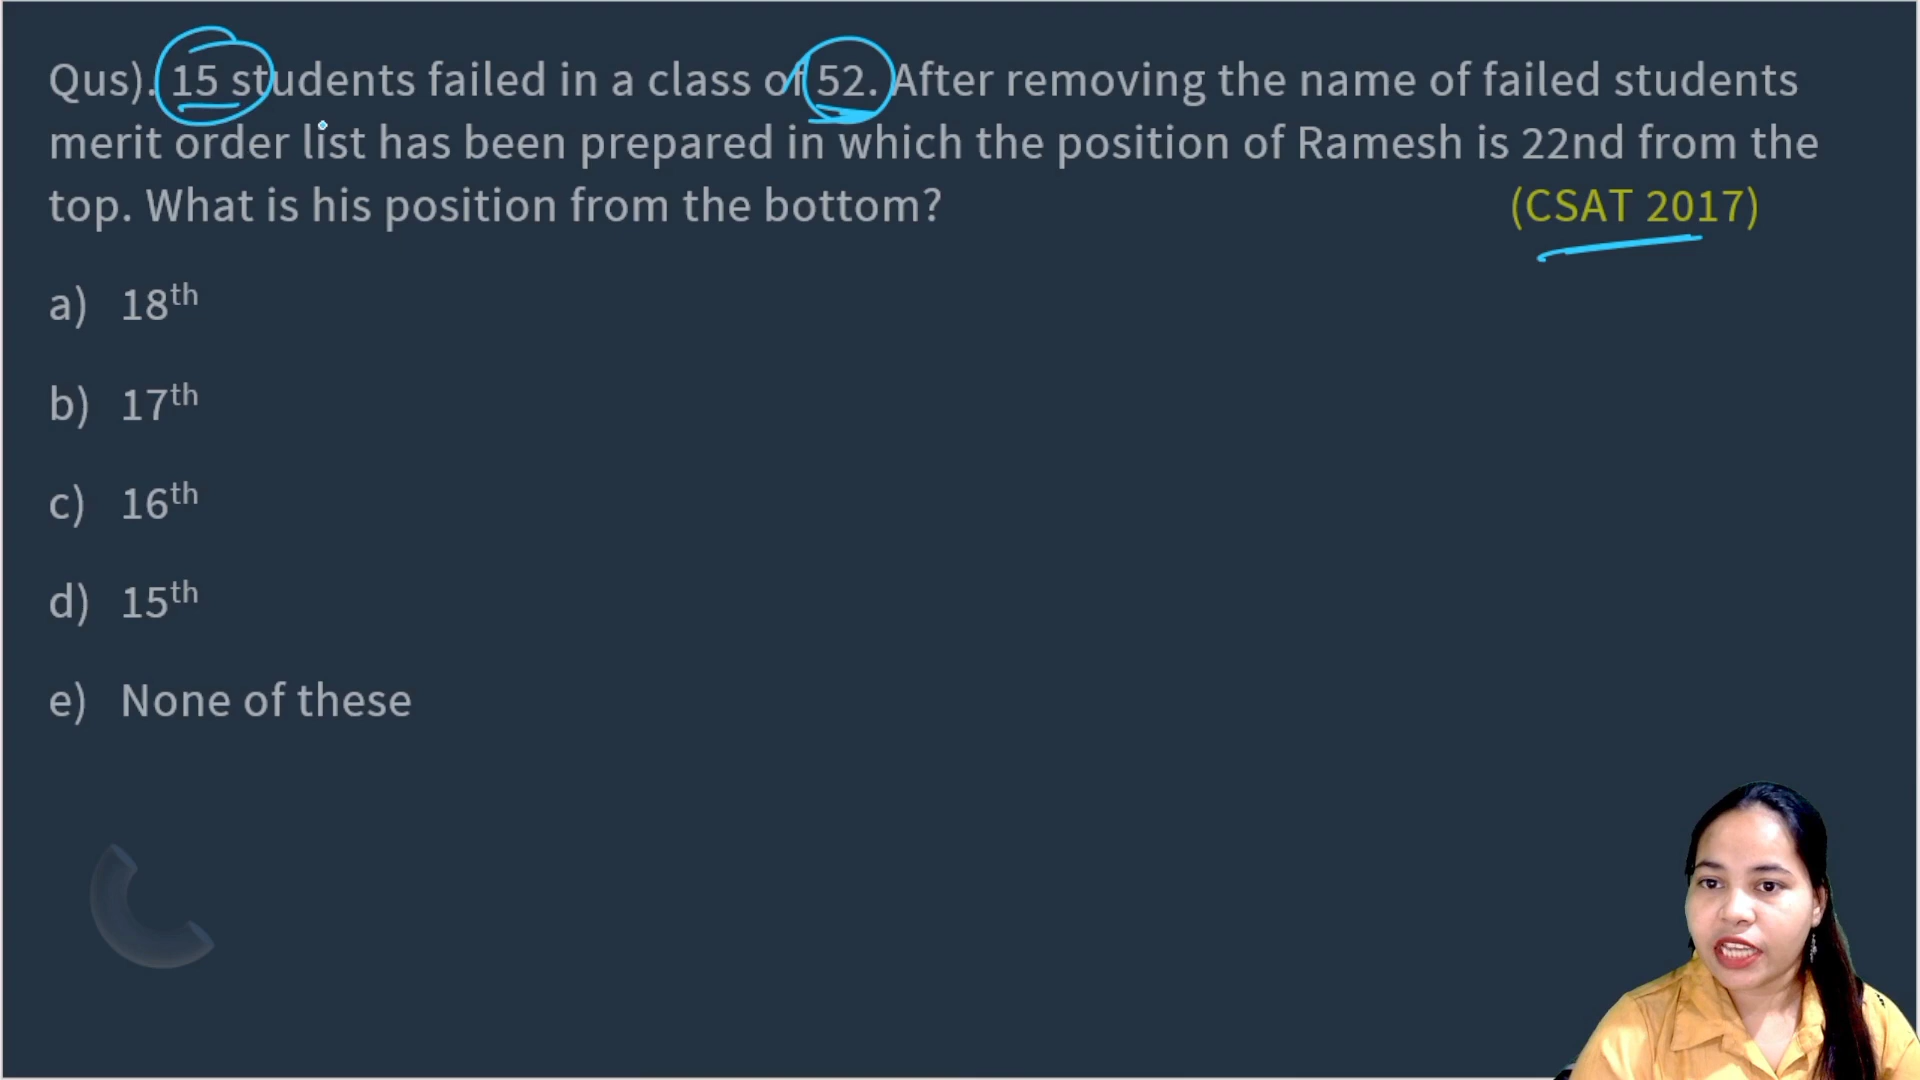 Qus). 15 students failed in a class of 52. After removing the name of failed students
merit order list has been prepared in which the position of Ramesh is 22nd from the
top. What is his position from the bottom? (CSAT 2017)
a) 18th
b) 17th
c) 16th
d) 15th
e) None of these